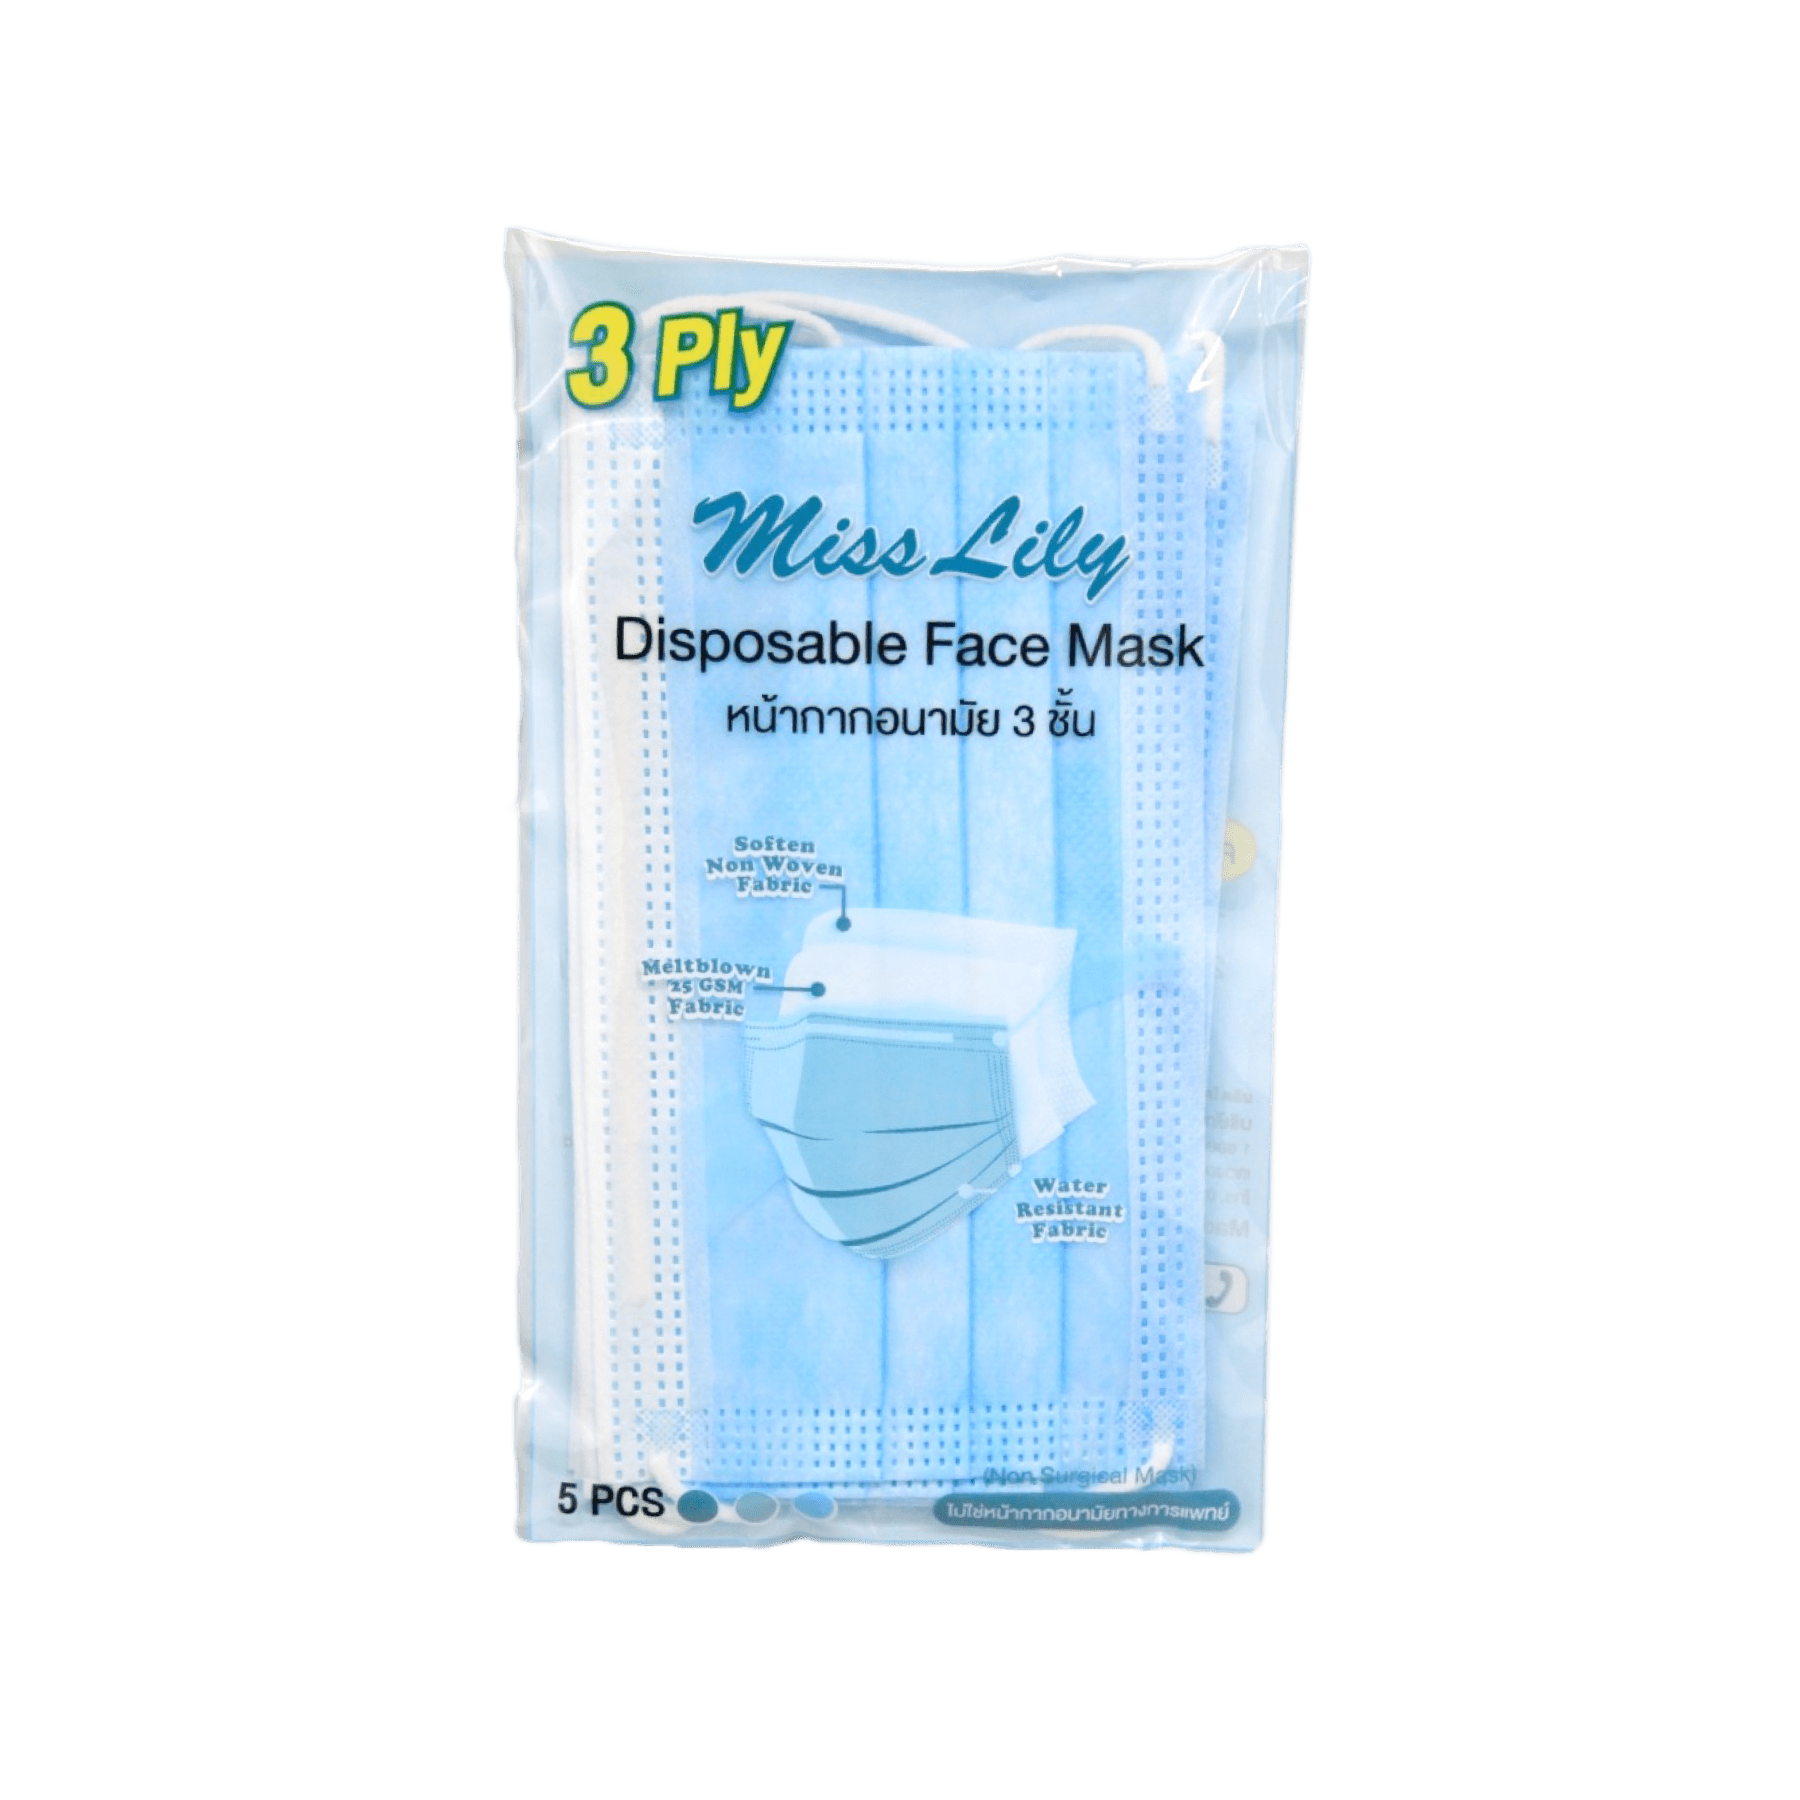 3 Ply
Miss Lily
Disposable Face Mask
หน้ากากอนามัย 3 ชั้น
Soften
Non Woven
Fabric
Meltblown
25 GSM
Fabric
Water
Resistant
Fabric
5 PCS
(Non Surgical Mask)
ไม่ใช่หน้ากากอนามัยทางการแพทย์